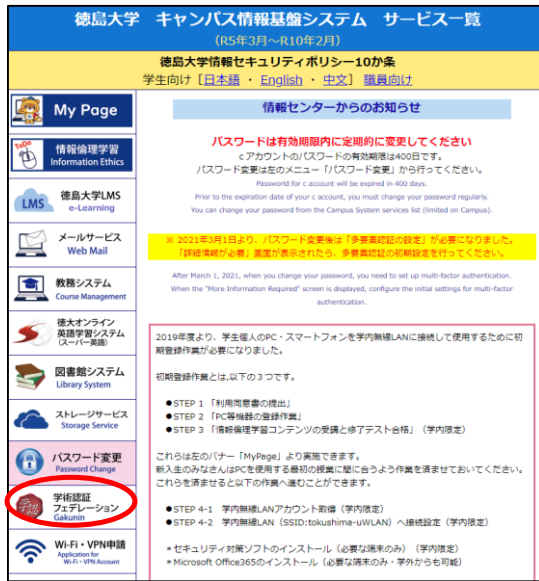 徳島大学　キャンパス情報基盤システム　サービス一覧
（R5年3月～R10年2月）
徳島大学情報セキュリティポリシー10か条
学生向け［日本語 ・ English ・ 中文］ 職員向け
My Page
ToDo
情報倫理学習
Information Ethics
LMS
徳島大学LMS
e-Learning
メールサービス
Web Mail
教務システム
Course Management
徳大オンライン
英語学習システム
（スーパー英語）
図書館システム
Library System
ストレージサービス
Storage Service
パスワード変更
Password Change
学術認証
フェデレーション
Gakunin
Wi-Fi・VPN申請
Application for
Wi-Fi・VPN Account
情報センターからのお知らせ
パスワードは有効期限内に定期的に変更してください
c アカウントのパスワードの有効期限は400日です。
パスワード変更は左のメニュー「パスワード変更」から行ってください。
Password for c account will be expired in 400 days.
Prior to the expiration date of your c account, you must change your password regularly.
You can change your password from the Campus System services list (limited on Campus).
※ 2021年3月1日より、パスワード変更後は「多要素認証の設定」が必要になりました。
「詳細情報が必要」画面が表示されたら、多要素認証の初期設定を行ってください。
After March 1, 2021, when you change your password, you need to set up multi-factor authentication.
When the "More Information Required" screen is displayed, configure the initial settings for multi-factor
authentication.
2019年度より、学生個人のPC・スマートフォンを学内無線LANに接続して使用するために初
期登録作業が必要になりました。
初期登録作業とは,以下の３つです。
●STEP 1 「利用同意書の提出」
●STEP 2 「PC等機器の登録作業」
●STEP 3 「情報倫理学習コンテンツの受講と修了テスト合格」（学内限定）
これらは左のバナー「MyPage」より実施できます。
新入生のみなさんはPCを使用する最初の授業に間に合うよう作業を済ませておいてください。
これらを済ませると以下の作業へ進むことができます。
●STEP 4-1　学内無線LANアカウント取得（学内限定）
●STEP 4-2　学内無線LAN（SSID:tokushima-uWLAN）へ接続設定（学内限定）
＊セキュリティ対策ソフトのインストール（必要な端末のみ）（学内限定）
＊Microsoft Office365のインストール（必要な端末のみ・学外からも可能）